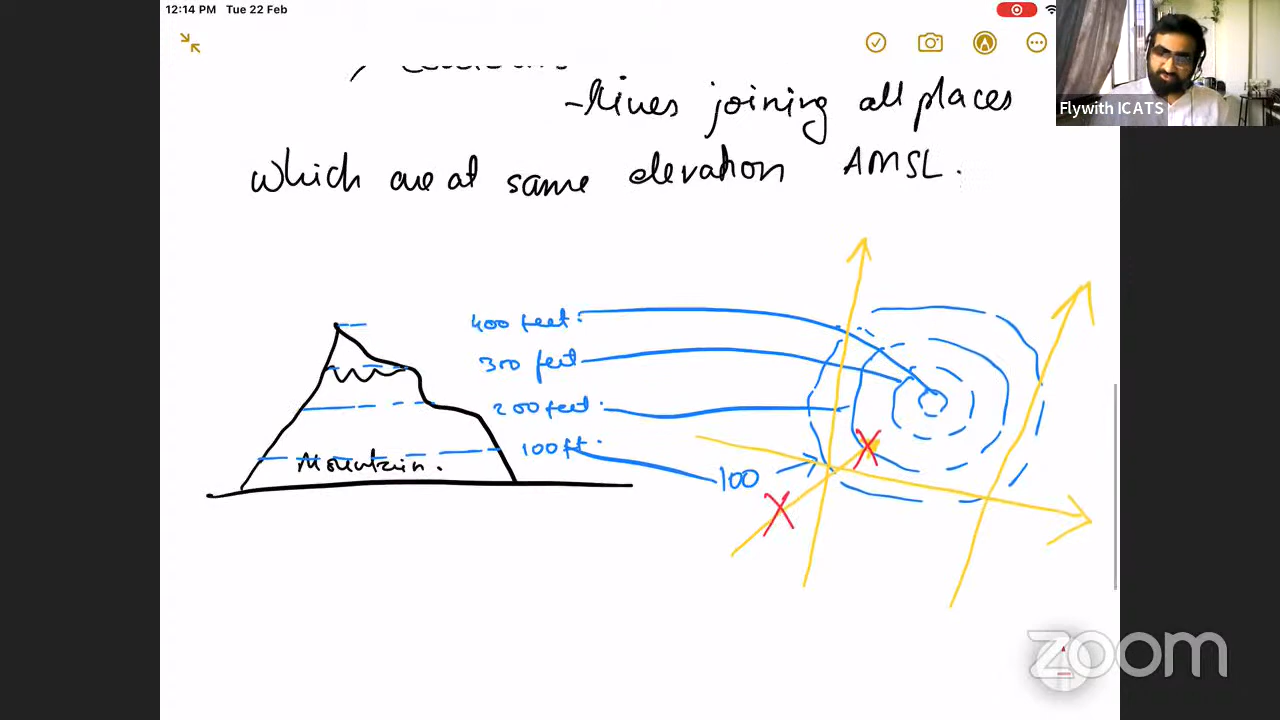 12:14 PM Tue 22 Feb
Flywith ICATS
- lines joining all places
which are at same elevation AMSL.
400 feet.
300 feet
200 feet.
100 ft.
Mountain.
100
zoom